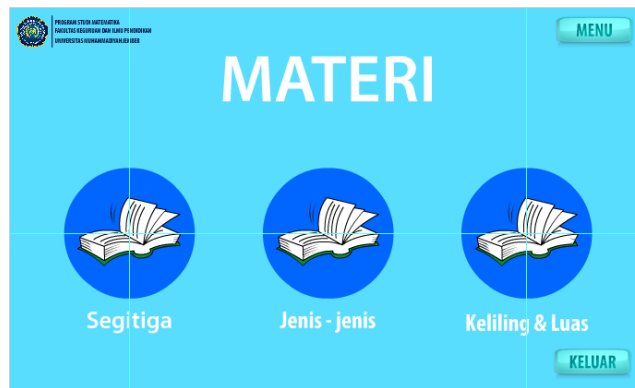 PROGRAM STUDI MATEMATIKA
FAKULTAS KEGURUAN DAN ILMU PENDIDIKAN
UNIVERSITAS MUHAMMADIYAH JEMBER
MENU
MATERI
Segitiga
Jenis - jenis
Keliling & Luas
KELUAR